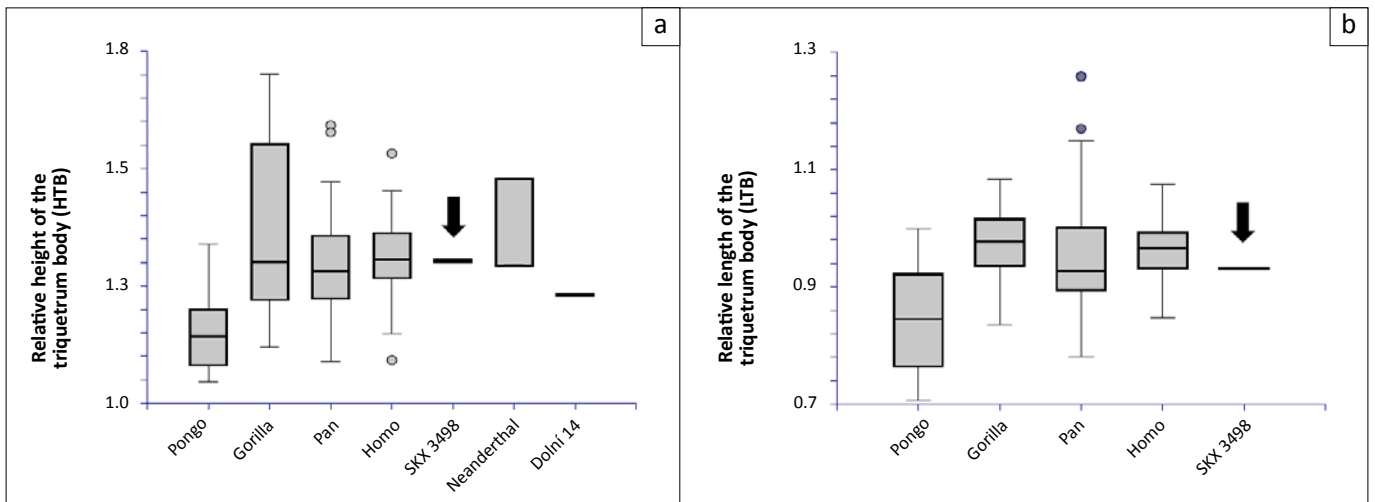 a
Relative height of the
triquetrum body (HTB)
1.8
1.5
1.3
1.0
Pongo
Gorilla
Pan
Homo
SKX 3498
Neanderthal
Dolní 14
b
Relative length of the
triquetrum body (LTB)
1.3
1.1
0.9
0.7
Pongo
Gorilla
Pan
Homo
SKX 3498